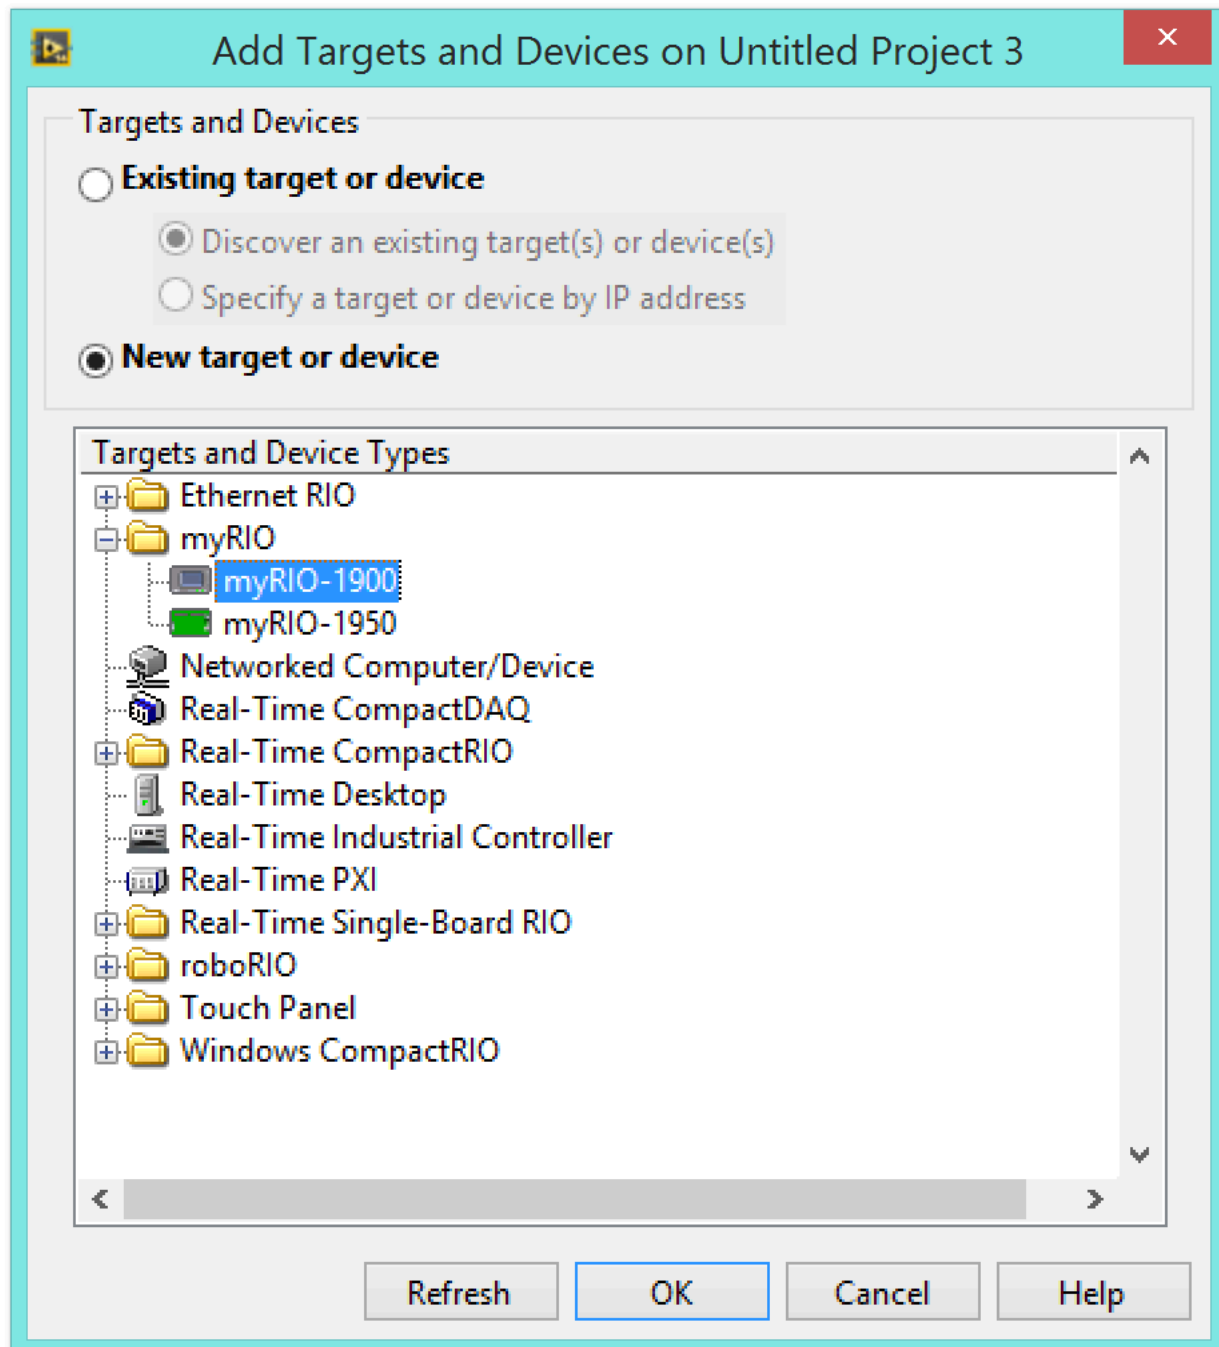 Add Targets and Devices on Untitled Project 3
Targets and Devices
Existing target or device
Discover an existing target(s) or device(s)
Specify a target or device by IP address
New target or device
Targets and Device Types
Ethernet RIO
myRIO
myRIO-1900
myRIO-1950
Networked Computer/Device
Real-Time CompactDAQ
Real-Time CompactRIO
Real-Time Desktop
Real-Time Industrial Controller
Real-Time PXI
Real-Time Single-Board RIO
roboRIO
Touch Panel
Windows CompactRIO
Refresh OK Cancel Help